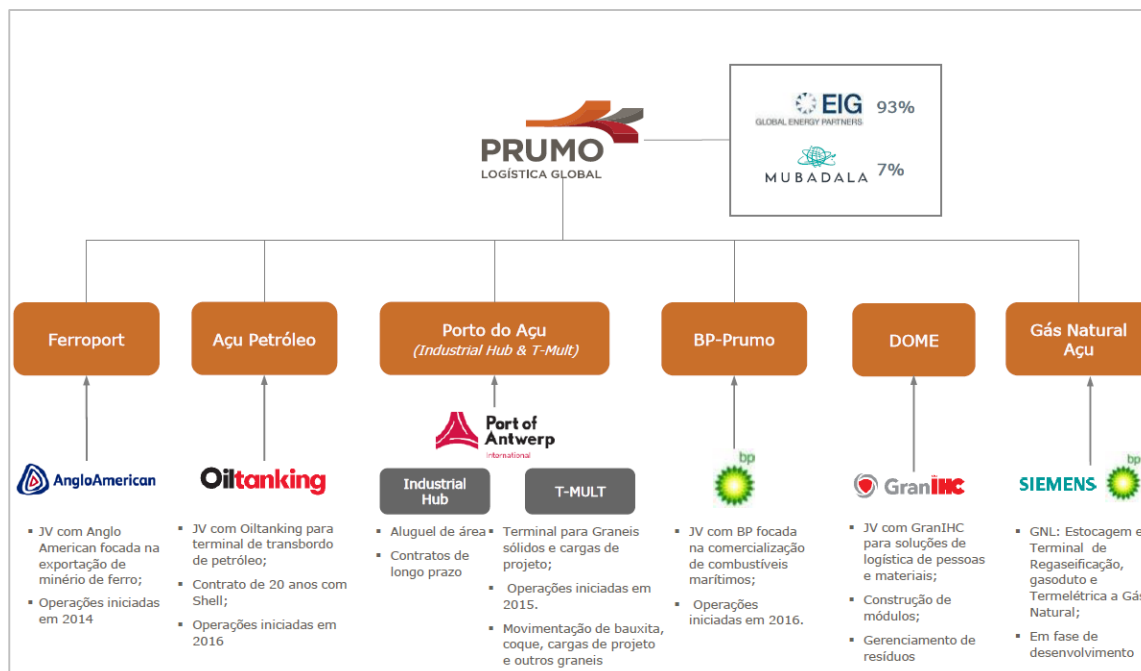 EIG
GLOBAL ENERGY PARTNERS
93%
MUBADALA
7%
PRUMO
LOGÍSTICA GLOBAL
Ferroport
Açu Petróleo
Porto do Açu
(Industrial Hub & T-Mult)
BP-Prumo
DOME
Gás Natural
Açu
AngloAmerican
▪ JV com Anglo
American focada na
exportação de
minério de ferro;
▪ Operações iniciadas
em 2014
Oiltanking
▪ JV com Oiltanking para
terminal de transbordo
de petróleo;
▪ Contrato de 20 anos com
Shell;
▪ Operações iniciadas em
2016
Port of
Antwerp
International
Industrial
Hub
▪ Aluguel de área
▪ Contratos de
longo prazo
T-MULT
▪ Terminal para Graneis
sólidos e cargas de
projeto;
▪ Operações iniciadas em
2015.
▪ Movimentação de bauxita,
coque, cargas de projeto
e outros graneis
bp
▪ JV com BP focada
na comercialização
de combustíveis
marítimos;
▪ Operações
iniciadas em 2016.
GranIHC
▪ JV com GranIHC
para soluções de
logística de pessoas
e materiais;
▪ Construção de
módulos;
▪ Gerenciamento de
resíduos
SIEMENS
bp
▪ GNL: Estocagem e
Terminal de
Regaseificação,
gasoduto e
Termelétrica a Gás
Natural;
▪ Em fase de
desenvolvimento